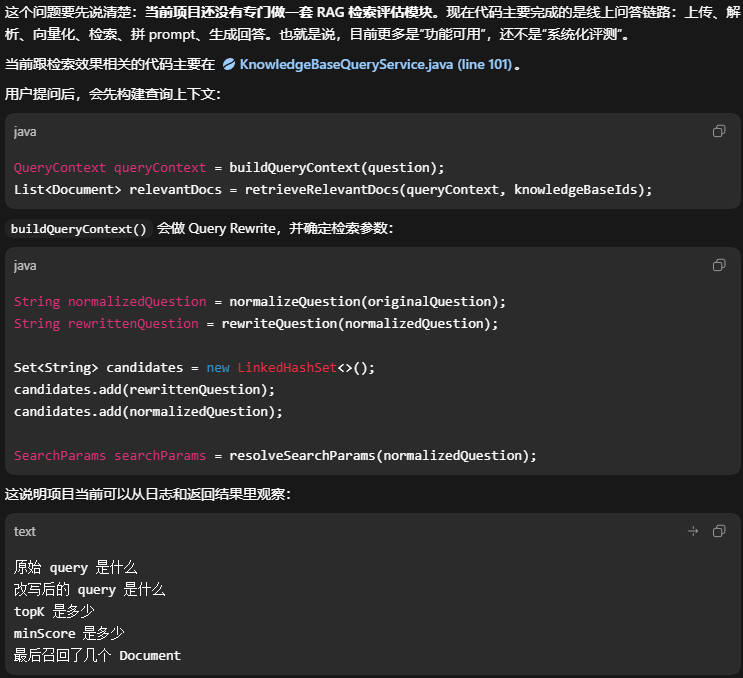 这个问题要先说清楚：当前项目还没有专门做一套 RAG 检索评估模块。现在代码主要完成的是线上问答链路：上传、解
析、向量化、检索、拼 prompt、生成回答。也就是说，目前更多是“功能可用”，还不是“系统化评测”。
当前跟检索效果相关的代码主要在 KnowledgeBaseQueryService.java (line 101)。
用户提问后，会先构建查询上下文：
java
QueryContext queryContext = buildQueryContext(question);
List<Document> relevantDocs = retrieveRelevantDocs(queryContext, knowledgeBaseIds);
buildQueryContext() 会做 Query Rewrite，并确定检索参数：
java
String normalizedQuestion = normalizeQuestion(originalQuestion);
String rewrittenQuestion = rewriteQuestion(normalizedQuestion);
Set<String> candidates = new LinkedHashSet<>();
candidates.add(rewrittenQuestion);
candidates.add(normalizedQuestion);
SearchParams searchParams = resolveSearchParams(normalizedQuestion);
这说明项目当前可以从日志和返回结果里观察：
text
原始 query 是什么
改写后的 query 是什么
topK 是多少
minScore 是多少
最后召回了几个 Document